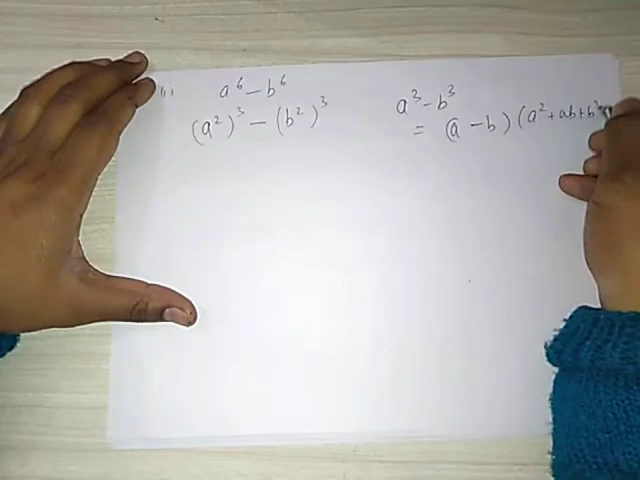 (i) a⁶ - b⁶
(a²)³ - (b²)³
a³ - b³
= (a - b) (a² + ab + b²